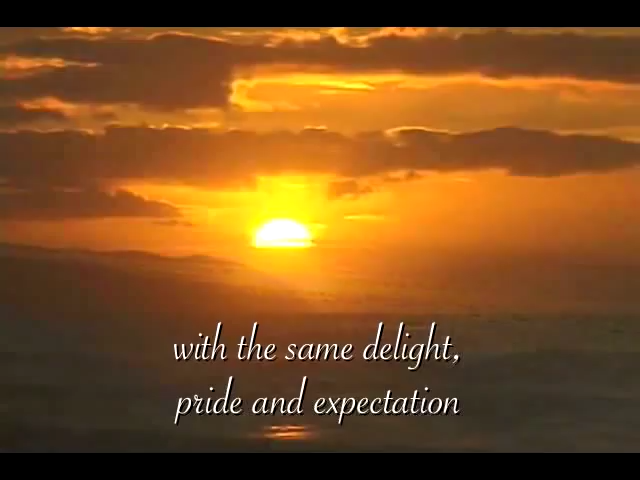 with the same delight,
pride and expectation